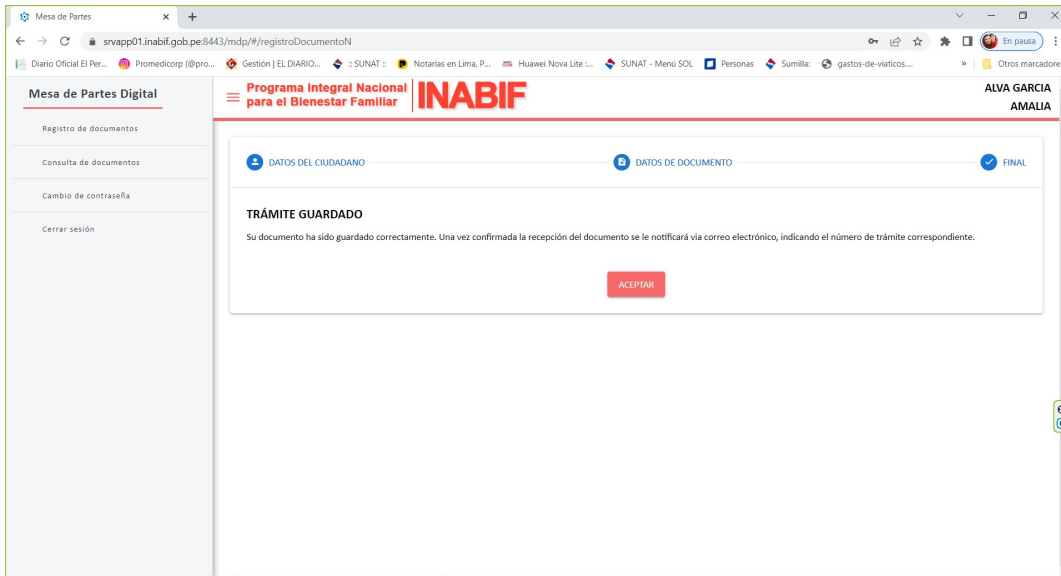 Mesa de Partes
srvapp01.inabif.gob.pe:8443/mdp/#/registroDocumentoN
En pausa
Diario Oficial El Per... Promedicorp (@pro... Gestión | EL DIARIO... :: SUNAT :: Notarias en Lima, P... Huawei Nova Lite :... SUNAT - Menú SOL Personas Sumilla: gastos-de-viaticos.... » Otros marcadore
Mesa de Partes Digital
Registro de documentos
Consulta de documentos
Cambio de contraseña
Cerrar sesión
Programa Integral Nacional
para el Bienestar Familiar
INABIF
ALVA GARCIA
AMALIA
DATOS DEL CIUDADANO
DATOS DE DOCUMENTO
FINAL
TRÁMITE GUARDADO
Su documento ha sido guardado correctamente. Una vez confirmada la recepción del documento se le notificará via correo electrónico, indicando el número de trámite correspondiente.
ACEPTAR